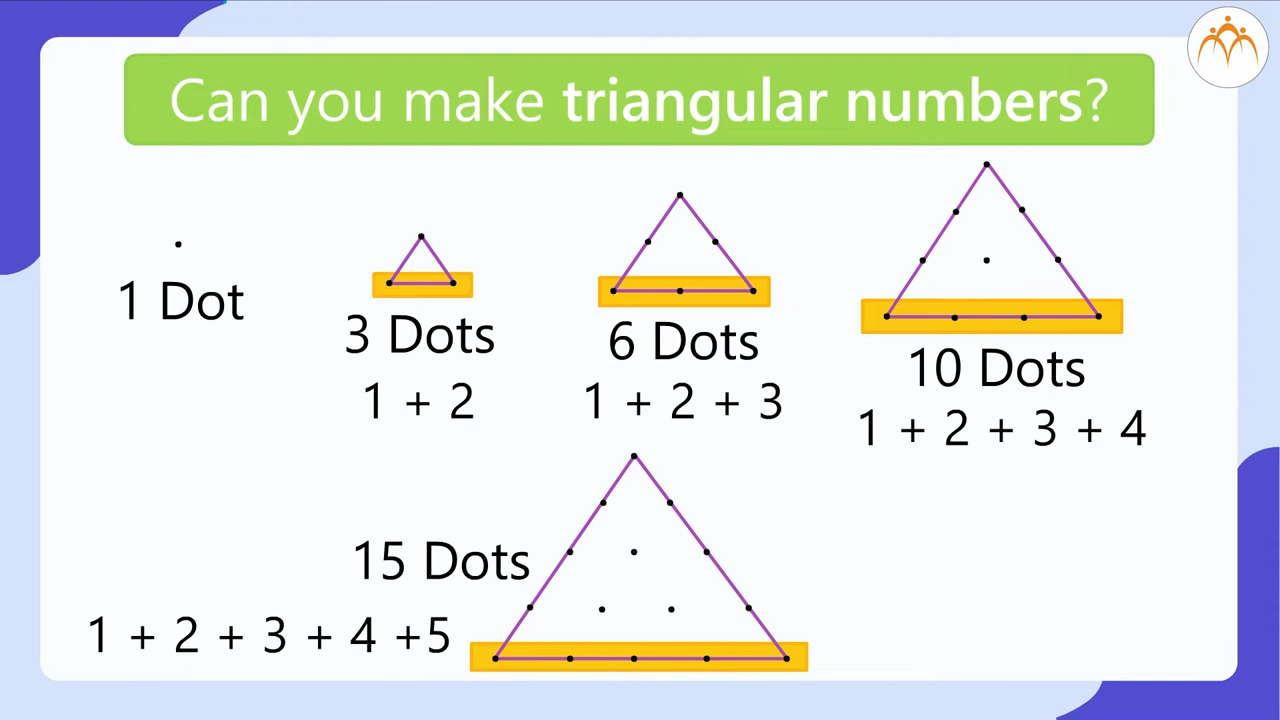 Can you make triangular numbers?
1 Dot
3 Dots
1 + 2
6 Dots
1 + 2 + 3
10 Dots
1 + 2 + 3 + 4
15 Dots
1 + 2 + 3 + 4 +5